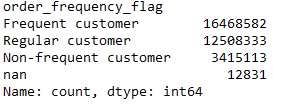 order_frequency_flag
Frequent customer 16468582
Regular customer 12508333
Non-frequent customer 3415113
nan 12831
Name: count, dtype: int64